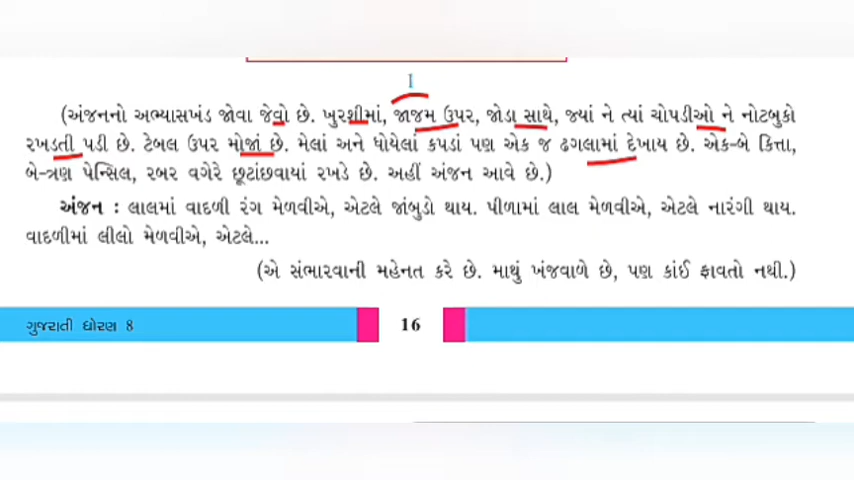 1
(અંજનનો અભ્યાસખંડ જોવા જેવો છે. ખુરશીમાં, જાજમ ઉપર, જોડા સાથે, જ્યાં ને ત્યાં ચોપડીઓ ને નોટબુકો
રખડતી પડી છે. ટેબલ ઉપર મોજાં છે. મેલાં અને ધોયેલાં કપડાં પણ એક જ ઢગલામાં દેખાય છે. એક-બે કિત્તા,
બે-ત્રણ પેન્સિલ, રબર વગેરે છૂટાંછવાયાં રખડે છે. અહીં અંજન આવે છે.)
અંજન : લાલમાં વાદળી રંગ મેળવીએ, એટલે જાંબુડો થાય. પીળામાં લાલ મેળવીએ, એટલે નારંગી થાય.
વાદળીમાં લીલો મેળવીએ, એટલે...
(એ સંભારવાની મહેનત કરે છે. માથું ખંજવાળે છે, પણ કાંઈ ફાવતો નથી.)
ગુજરાતી ધોરણ 8
16